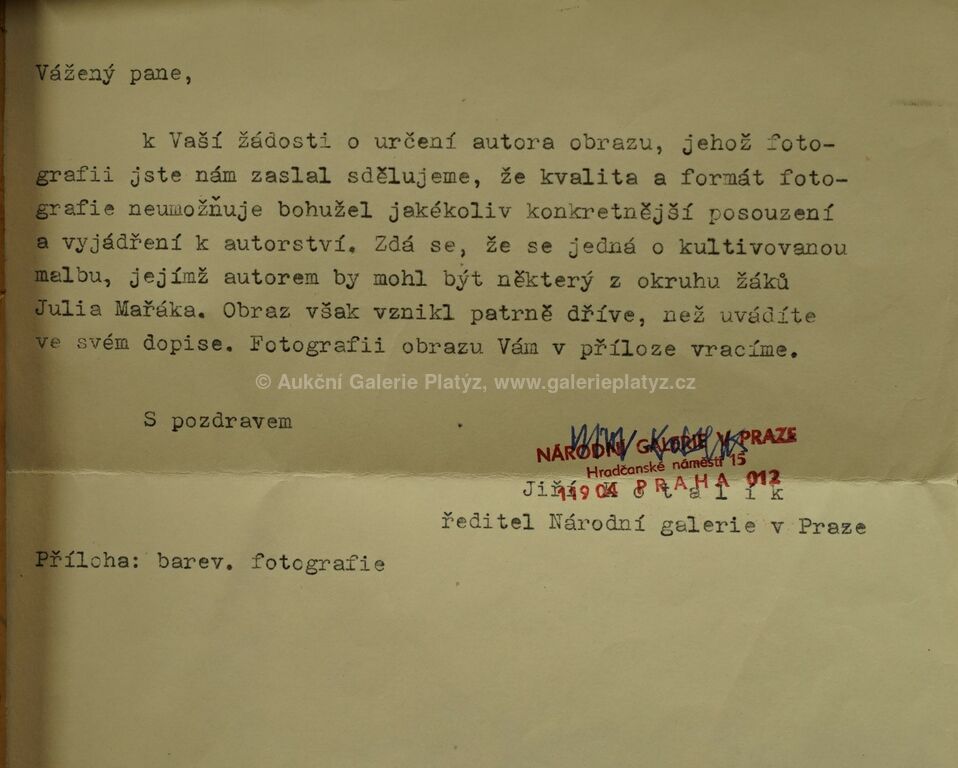 Vážený pane,
k Vaší žádosti o určení autora obrazu, jehož foto-
grafii jste nám zaslal sdělujeme, že kvalita a formát foto-
grafie neumožňuje bohužel jakékoliv konkretnější posouzení
a vyjádření k autorství. Zdá se, že se jedná o kultivovanou
malbu, jejímž autorem by mohl být některý z okruhu žáků
Julia Mařáka. Obraz však vznikl patrně dříve, než uvádíte
ve svém dopise. Fotografii obrazu Vám v příloze vracíme.
© Aukční Galerie Platýz, www.galerieplatyz.cz
S pozdravem
NÁRODNÍ GALERIE V PRAZE
Hradčanské náměstí 15
119 04 PRAHA 012
Jiří K o t a l í k
ředitel Národní galerie v Praze
Příloha: barev. fotografie